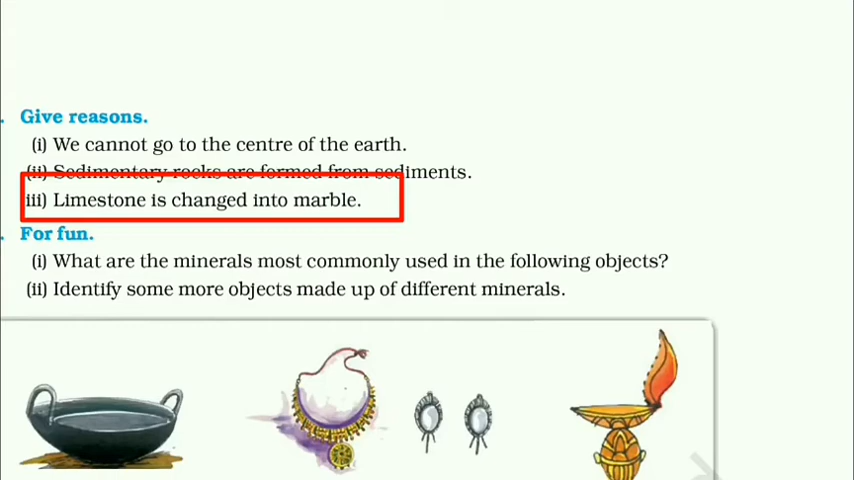 Give reasons.
(i) We cannot go to the centre of the earth.
(ii) Sedimentary rocks are formed from sediments.
iii) Limestone is changed into marble.
For fun.
(i) What are the minerals most commonly used in the following objects?
(ii) Identify some more objects made up of different minerals.